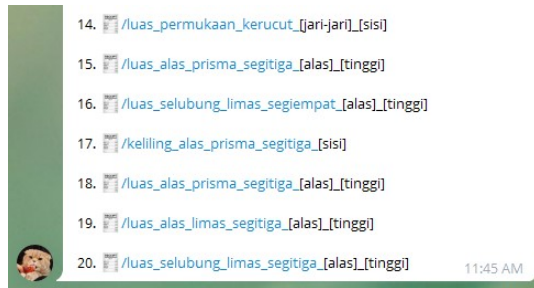 14. /luas_permukaan_kerucut_[jari-jari]_[sisi]
15. /luas_alas_prisma_segitiga_[alas]_[tinggi]
16. /luas_selubung_limas_segiempat_[alas]_[tinggi]
17. /keliling_alas_prisma_segitiga_[sisi]
18. /luas_alas_prisma_segitiga_[alas]_[tinggi]
19. /luas_alas_limas_segitiga_[alas]_[tinggi]
20. /luas_selubung_limas_segitiga_[alas]_[tinggi]
11:45 AM